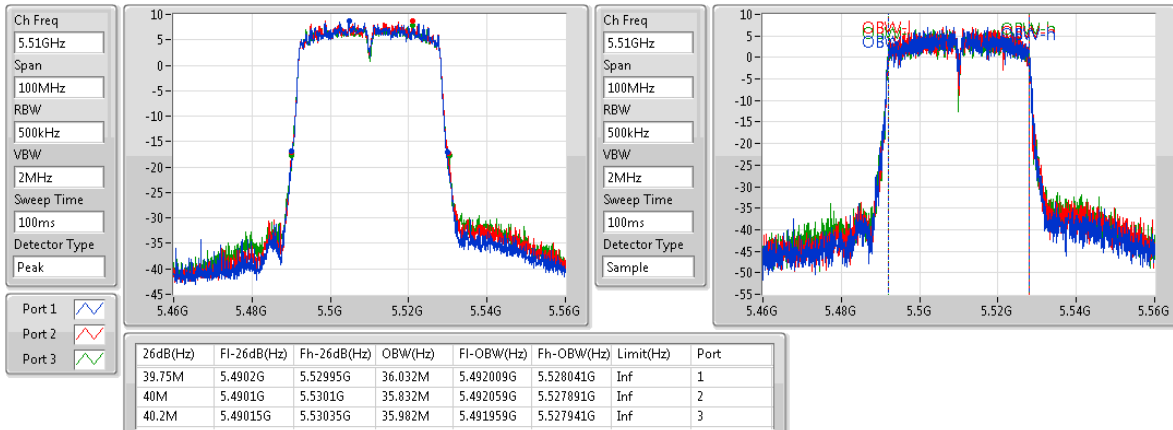 Ch Freq
5.51GHz
Span
100MHz
RBW
500kHz
VBW
2MHz
Sweep Time
100ms
Detector Type
Peak
10
5
0
-5
-10
-15
-20
-25
-30
-35
-40
-45
5.46G 5.48G 5.5G 5.52G 5.54G 5.56G
Ch Freq
5.51GHz
Span
100MHz
RBW
500kHz
VBW
2MHz
Sweep Time
100ms
Detector Type
Sample
10
5
0
-5
-10
-15
-20
-25
-30
-35
-40
-45
-50
-55
5.46G 5.48G 5.5G 5.52G 5.54G 5.56G
Port 1
Port 2
Port 3
26dB(Hz) Fl-26dB(Hz) Fh-26dB(Hz) OBW(Hz) Fl-OBW(Hz) Fh-OBW(Hz) Limit(Hz) Port
39.75M 5.4902G 5.52995G 36.032M 5.492009G 5.528041G Inf 1
40M 5.4901G 5.5301G 35.832M 5.492059G 5.527891G Inf 2
40.2M 5.49015G 5.53035G 35.982M 5.491959G 5.527941G Inf 3